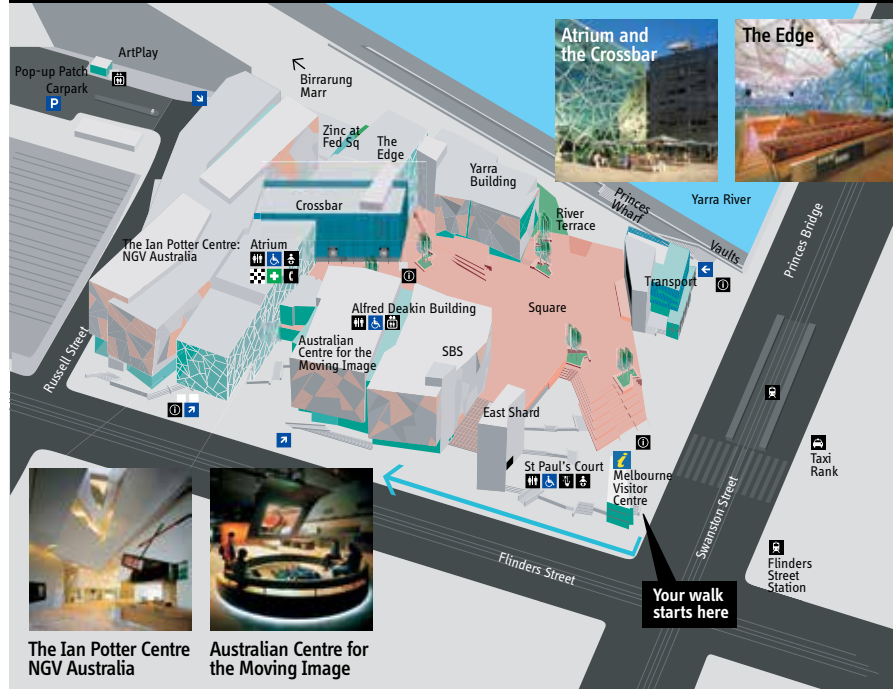 Atrium and
the Crossbar
The Edge
ArtPlay
Pop-up Patch
Carpark
P
Birrarung
Marr
Zinc at
Fed Sq
The
Edge
Yarra
Building
Crossbar
River
Terrace
Princes
Wharf
Vaults
Yarra River
Princes Bridge
The Ian Potter Centre:
NGV Australia
Atrium
Transport
Square
Alfred Deakin Building
Australian
Centre for the
Moving Image
SBS
Russell Street
East Shard
St Paul's Court
i
Melbourne
Visitor
Centre
Taxi
Rank
Swanston Street
Flinders Street
Flinders
Street
Station
Your walk
starts here
The Ian Potter Centre
NGV Australia
Australian Centre for
the Moving Image